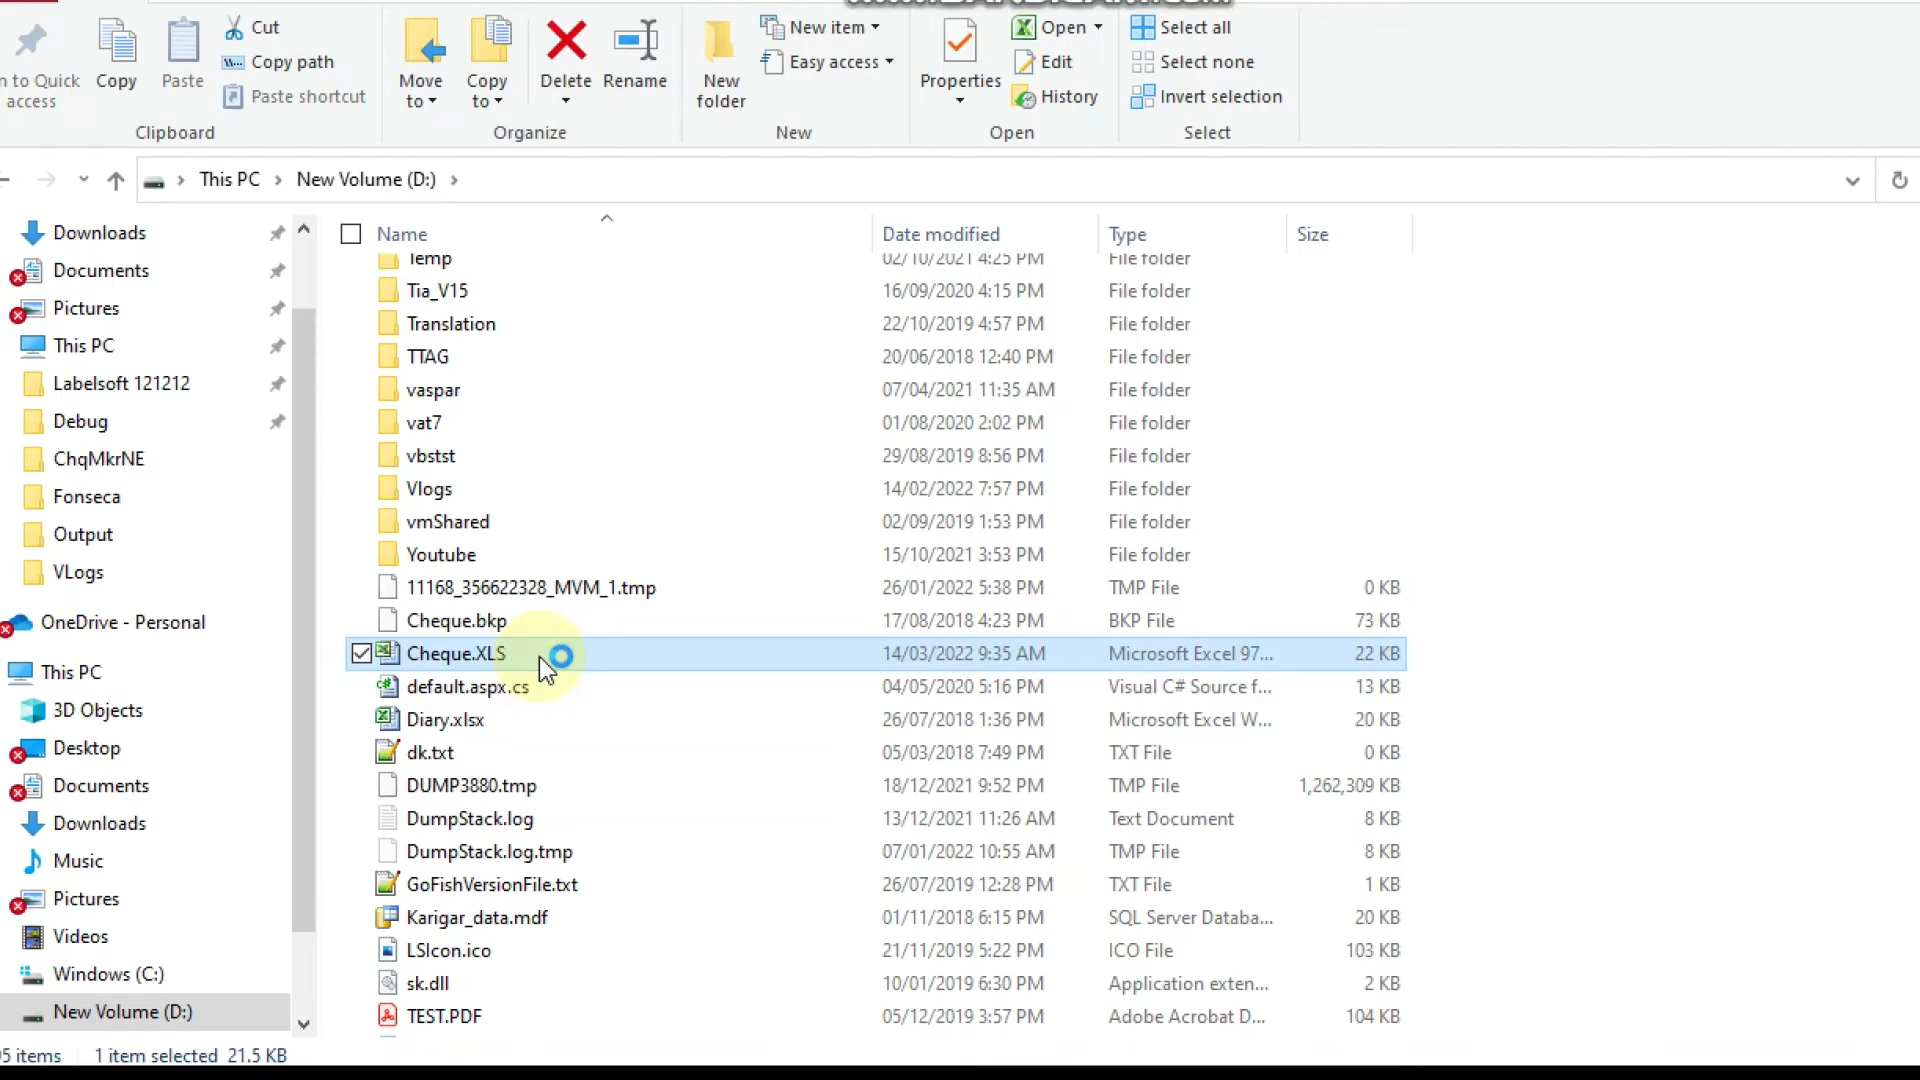 www.BANDICAM.com
Cut
New item
Open
Select all
Copy path
Easy access
Edit
Select none
n to Quick access
Copy
Paste
Paste shortcut
Move to
Copy to
Delete
Rename
New folder
Properties
History
Invert selection
Clipboard
Organize
New
Open
Select
This PC > New Volume (D:) >
Downloads
Documents
Pictures
This PC
Labelsoft 121212
Debug
ChqMkrNE
Fonseca
Output
VLogs
OneDrive - Personal
This PC
3D Objects
Desktop
Documents
Downloads
Music
Pictures
Videos
Windows (C:)
New Volume (D:)
Name Date modified Type Size
Temp 02/10/2021 4:25 PM File folder
Tia_V15 16/09/2020 4:15 PM File folder
Translation 22/10/2019 4:57 PM File folder
TTAG 20/06/2018 12:40 PM File folder
vaspar 07/04/2021 11:35 AM File folder
vat7 01/08/2020 2:02 PM File folder
vbstst 29/08/2019 8:56 PM File folder
Vlogs 14/02/2022 7:57 PM File folder
vmShared 02/09/2019 1:53 PM File folder
Youtube 15/10/2021 3:53 PM File folder
11168_356622328_MVM_1.tmp 26/01/2022 5:38 PM TMP File 0 KB
Cheque.bkp 17/08/2018 4:23 PM BKP File 73 KB
Cheque.XLS 14/03/2022 9:35 AM Microsoft Excel 97... 22 KB
default.aspx.cs 04/05/2020 5:16 PM Visual C# Source f... 13 KB
Diary.xlsx 26/07/2018 1:36 PM Microsoft Excel W... 20 KB
dk.txt 05/03/2018 7:49 PM TXT File 0 KB
DUMP3880.tmp 18/12/2021 9:52 PM TMP File 1,262,309 KB
DumpStack.log 13/12/2021 11:26 AM Text Document 8 KB
DumpStack.log.tmp 07/01/2022 10:55 AM TMP File 8 KB
GoFishVersionFile.txt 26/07/2019 12:28 PM TXT File 1 KB
Karigar_data.mdf 01/11/2018 6:15 PM SQL Server Databa... 20 KB
LSIcon.ico 21/11/2019 5:22 PM ICO File 103 KB
sk.dll 10/01/2019 6:30 PM Application exten... 2 KB
TEST.PDF 05/12/2019 3:57 PM Adobe Acrobat D... 104 KB
5 items 1 item selected 21.5 KB